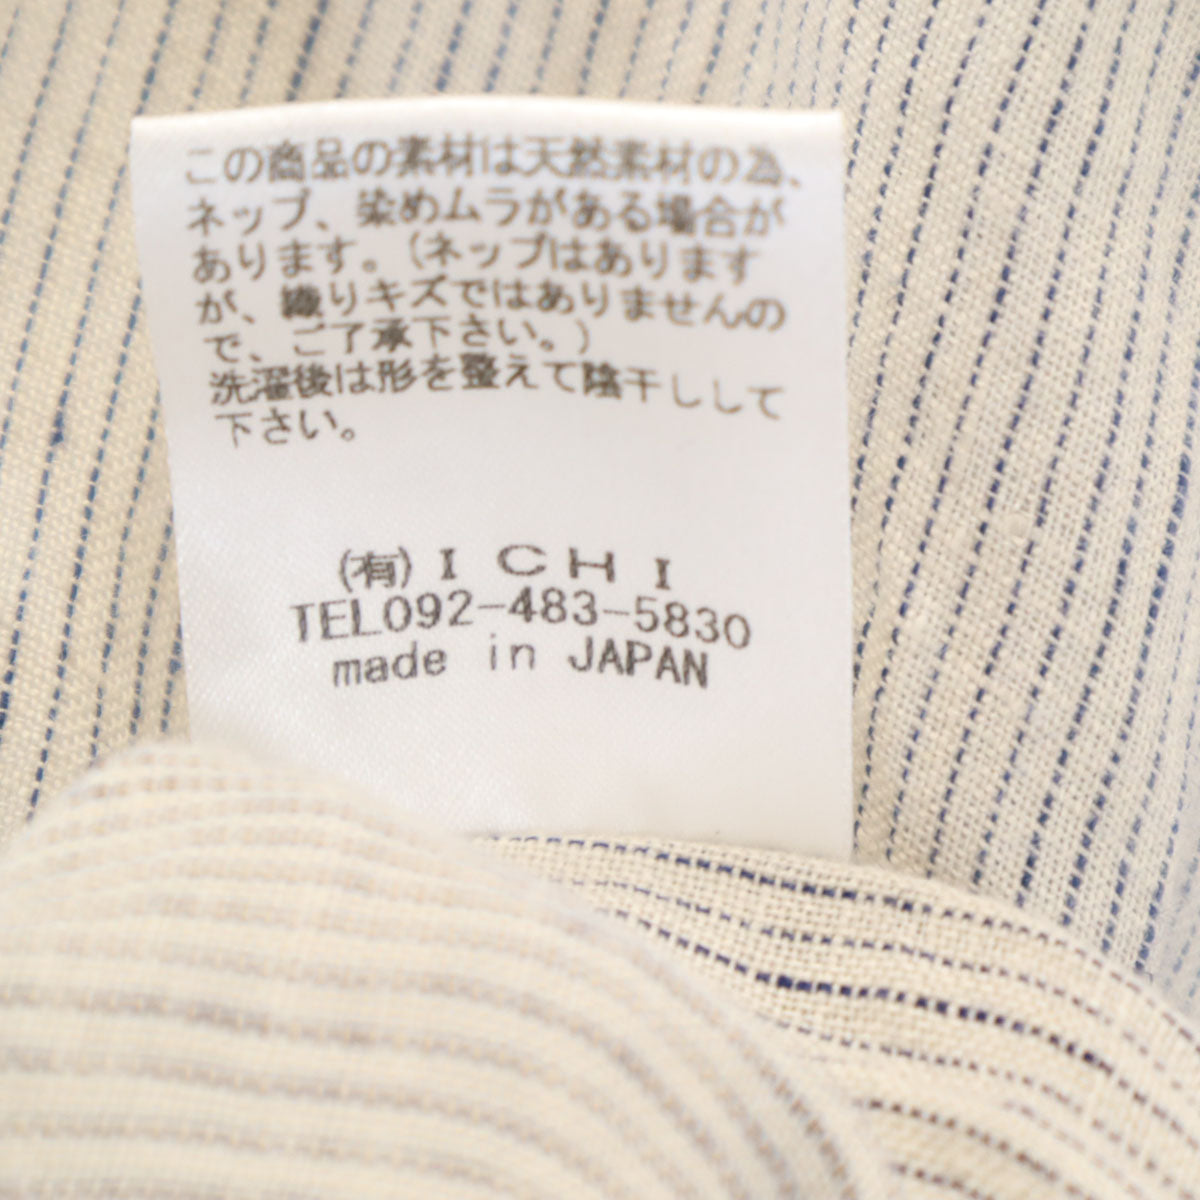 この商品の素材は天然素材の為、
ネップ、染めムラがある場合が
あります。(ネップはあります
が、織りキズではありませんの
で、ご了承下さい。)
洗濯後は形を整えて陰干しして
下さい。
(有)ICHI
TEL092-483-5830
made in JAPAN